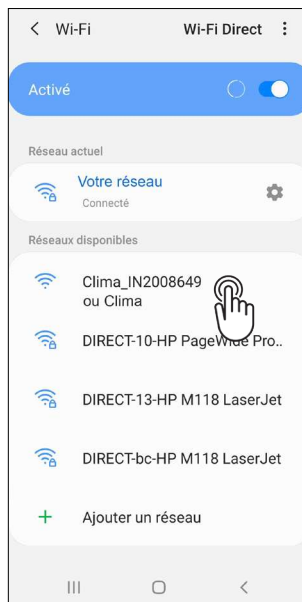 Wi-Fi
Wi-Fi Direct
Activé
Réseau actuel
Votre réseau
Connecté
Réseaux disponibles
Clima_IN2008649
ou Clima
DIRECT-10-HP PageWide Pro..
DIRECT-13-HP M118 LaserJet
DIRECT-bc-HP M118 LaserJet
Ajouter un réseau